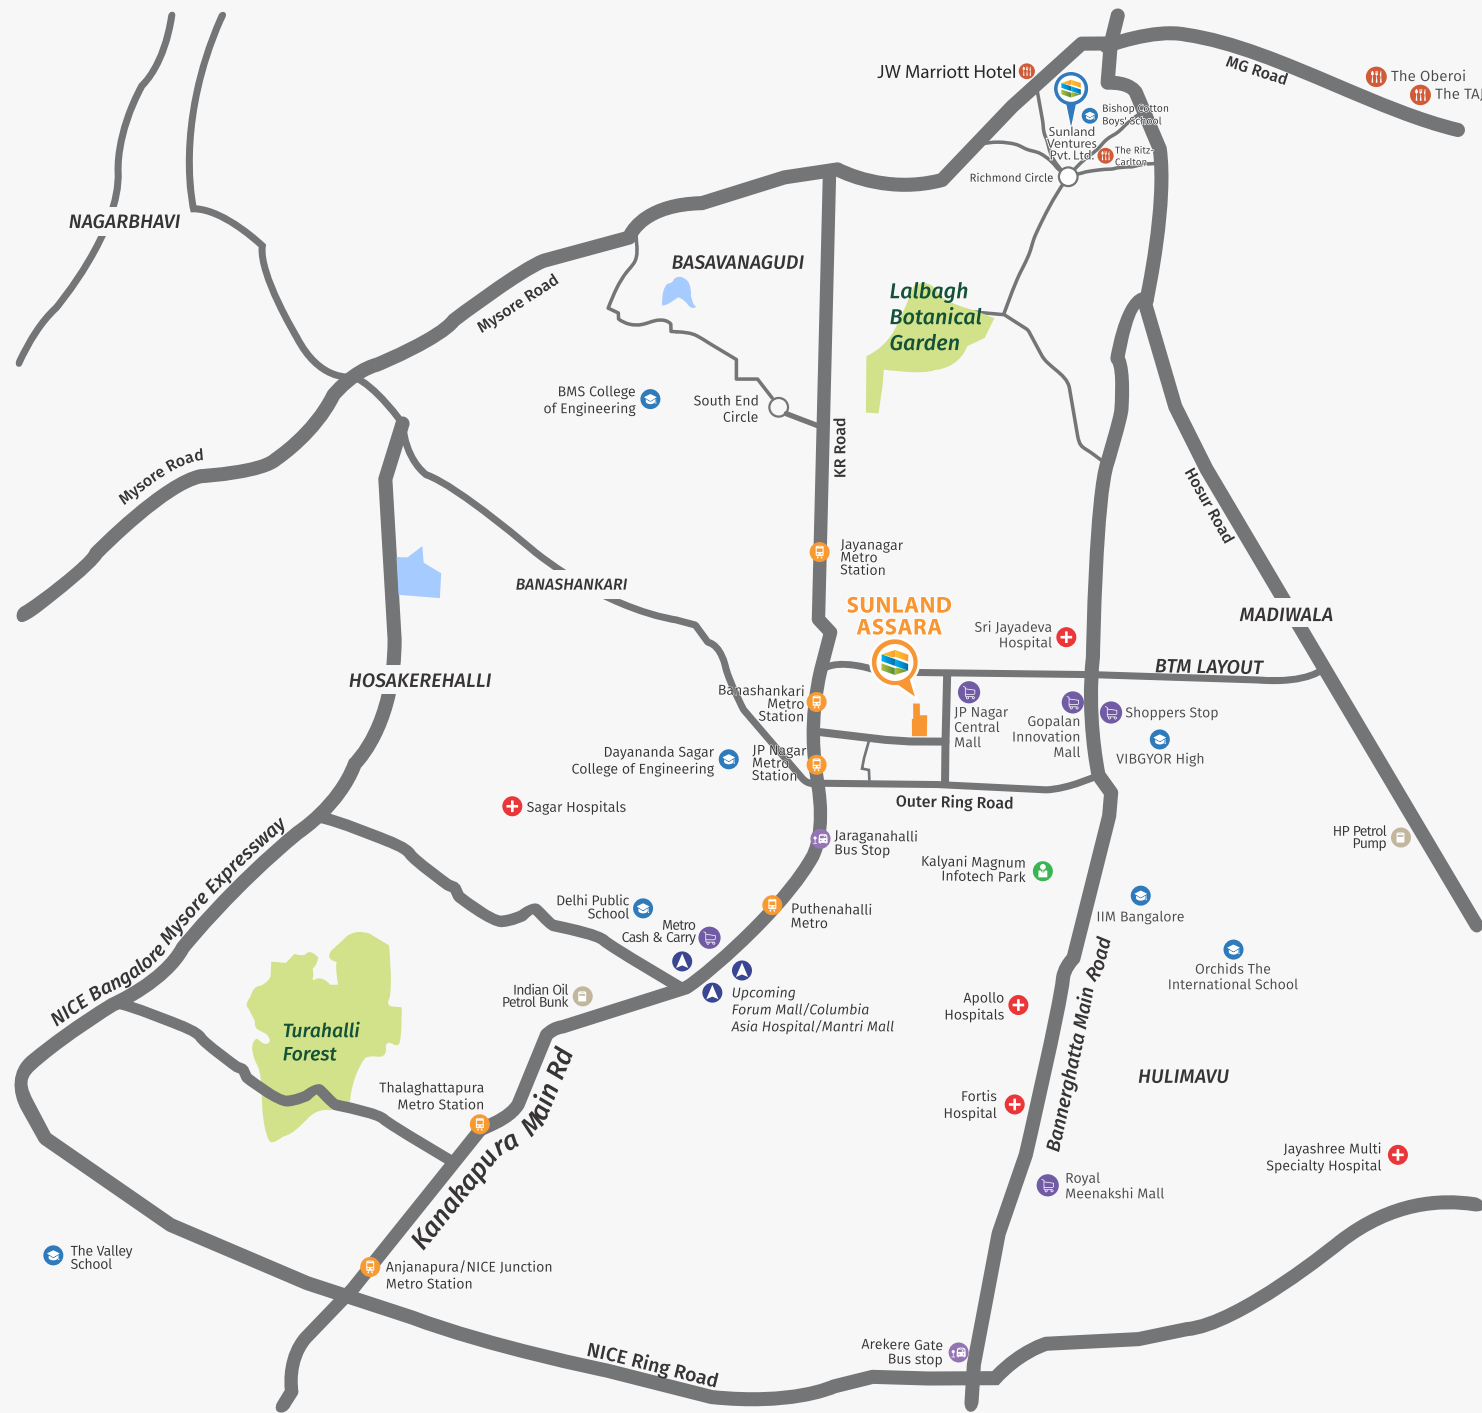 JW Marriott Hotel
MG Road
The Oberoi
The TAJ
Bishop Cotton
Boys' School
Sunland
Ventures
Pvt. Ltd.
The Ritz-
Carlton
Richmond Circle
NAGARBHAVI
BASAVANAGUDI
Mysore Road
Lalbagh
Botanical
Garden
BMS College
of Engineering
South End
Circle
KR Road
Mysore Road
Hosur Road
Jayanagar
Metro
Station
BANASHANKARI
SUNLAND
ASSARA
Sri Jayadeva
Hospital
MADIWALA
BTM LAYOUT
HOSAKEREHALLI
Banashankari
Metro
Station
JP Nagar
Central
Mall
Gopalan
Innovation
Mall
Shoppers Stop
VIBGYOR High
Dayananda Sagar
College of Engineering
JP Nagar
Metro
Station
Outer Ring Road
Sagar Hospitals
Jaraganahalli
Bus Stop
HP Petrol
Pump
NICE Bangalore Mysore Expressway
Kalyani Magnum
Infotech Park
Delhi Public
School
Puthenahalli
Metro
IIM Bangalore
Metro
Cash & Carry
Orchids The
International School
Indian Oil
Petrol Bunk
Upcoming
Forum Mall/Columbia
Asia Hospital/Mantri Mall
Apollo
Hospitals
Bannerghatta Main Road
Turahalli
Forest
Thalaghattapura
Metro Station
Kanakapura Main Rd
HULIMAVU
Fortis
Hospital
Jayashree Multi
Specialty Hospital
Royal
Meenakshi Mall
The Valley
School
Anjanapura/NICE Junction
Metro Station
NICE Ring Road
Arekere Gate
Bus stop